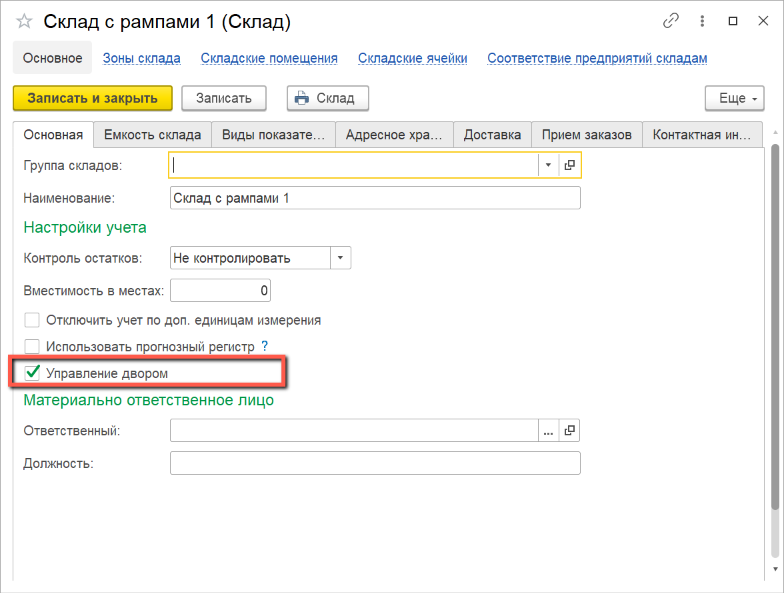 Склад с рампами 1 (Склад)
Основное Зоны склада Складские помещения Складские ячейки Соответствие предприятий складам
Записать и закрыть Записать Склад Еще
Основная Емкость склада Виды показате... Адресное хра... Доставка Прием заказов Контактная ин...
Группа складов:
Наименование: Склад с рампами 1
Настройки учета
Контроль остатков: Не контролировать
Вместимость в местах: 0
Отключить учет по доп. единицам измерения
Использовать прогнозный регистр ?
Управление двором
Материально ответственное лицо
Ответственный: ...
Должность: